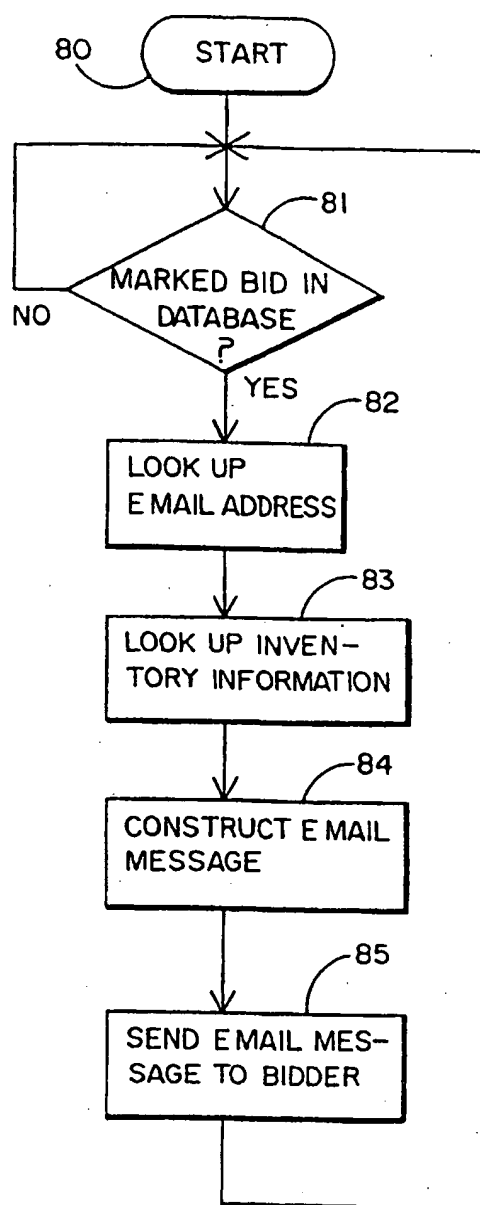 80
START
81
MARKED BID IN
DATABASE
?
NO
YES
82
LOOK UP
E MAIL ADDRESS
83
LOOK UP INVEN-
TORY INFORMATION
84
CONSTRUCT E MAIL
MESSAGE
85
SEND E MAIL MES-
SAGE TO BIDDER